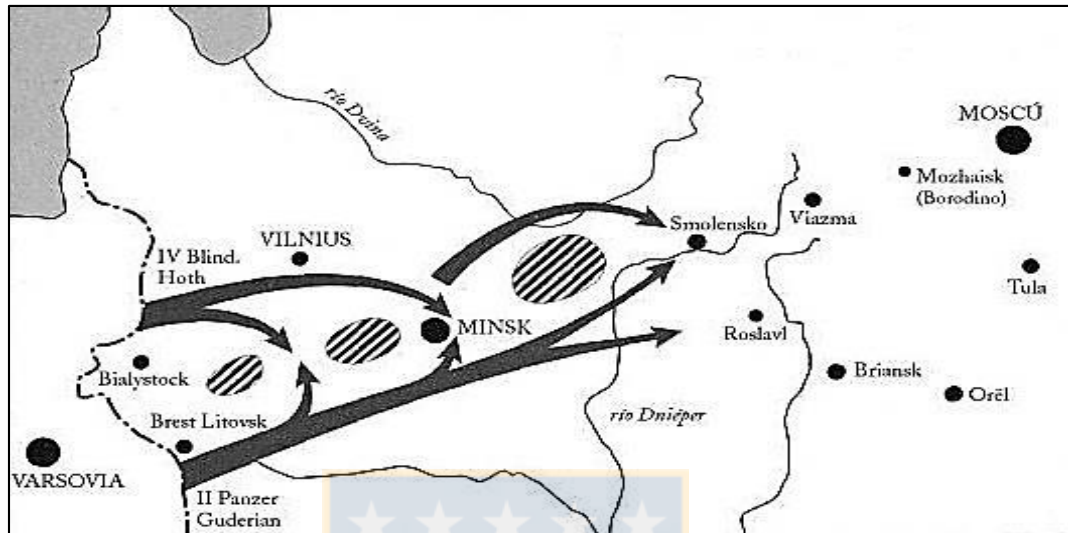 río Dvina
MOSCÚ
Mozhaisk
(Borodino)
Smolensko
Viazma
VILNIUS
IV Blind.
Hoth
Tula
MINSK
Roslavl
Bialystock
Briansk
Orël
Brest Litovsk
río Dniéper
VARSOVIA
II Panzer
Guderian